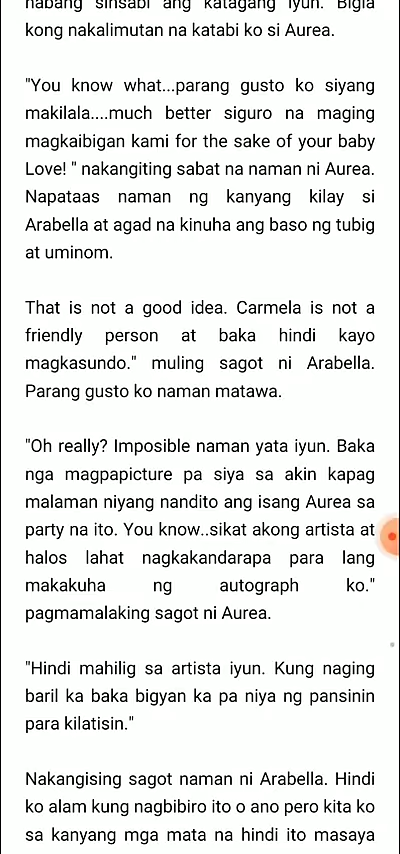 habang sinsabi ang katagang iyun. Bigla
kong nakalimutan na katabi ko si Aurea.
"You know what...parang gusto ko siyang
makilala....much better siguro na maging
magkaibigan kami for the sake of your baby
Love! " nakangiting sabat na naman ni Aurea.
Napataas naman ng kanyang kilay si
Arabella at agad na kinuha ang baso ng tubig
at uminom.
That is not a good idea. Carmela is not a
friendly person at baka hindi kayo
magkasundo." muling sagot ni Arabella.
Parang gusto ko naman matawa.
"Oh really? Imposible naman yata iyun. Baka
nga magpapicture pa siya sa akin kapag
malaman niyang nandito ang isang Aurea sa
party na ito. You know..sikat akong artista at
halos lahat nagkakandarapa para lang
makakuha ng autograph ko."
pagmamalaking sagot ni Aurea.
"Hindi mahilig sa artista iyun. Kung naging
baril ka baka bigyan ka pa niya ng pansinin
para kilatisin."
Nakangising sagot naman ni Arabella. Hindi
ko alam kung nagbibiro ito o ano pero kita ko
sa kanyang mga mata na hindi ito masaya